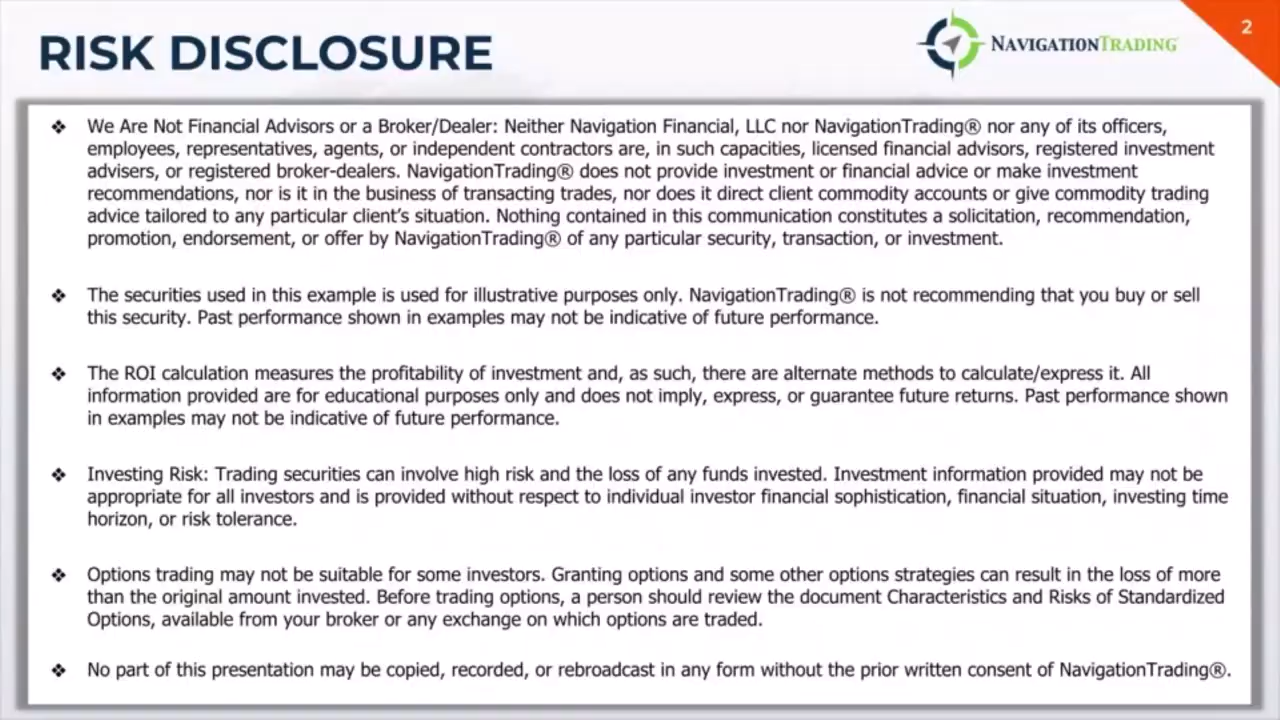 RISK DISCLOSURE
NAVIGATIONTRADING
2
❖ We Are Not Financial Advisors or a Broker/Dealer: Neither Navigation Financial, LLC nor NavigationTrading® nor any of its officers,
employees, representatives, agents, or independent contractors are, in such capacities, licensed financial advisors, registered investment
advisers, or registered broker-dealers. NavigationTrading® does not provide investment or financial advice or make investment
recommendations, nor is it in the business of transacting trades, nor does it direct client commodity accounts or give commodity trading
advice tailored to any particular client's situation. Nothing contained in this communication constitutes a solicitation, recommendation,
promotion, endorsement, or offer by NavigationTrading® of any particular security, transaction, or investment.
❖ The securities used in this example is used for illustrative purposes only. NavigationTrading® is not recommending that you buy or sell
this security. Past performance shown in examples may not be indicative of future performance.
❖ The ROI calculation measures the profitability of investment and, as such, there are alternate methods to calculate/express it. All
information provided are for educational purposes only and does not imply, express, or guarantee future returns. Past performance shown
in examples may not be indicative of future performance.
❖ Investing Risk: Trading securities can involve high risk and the loss of any funds invested. Investment information provided may not be
appropriate for all investors and is provided without respect to individual investor financial sophistication, financial situation, investing time
horizon, or risk tolerance.
❖ Options trading may not be suitable for some investors. Granting options and some other options strategies can result in the loss of more
than the original amount invested. Before trading options, a person should review the document Characteristics and Risks of Standardized
Options, available from your broker or any exchange on which options are traded.
❖ No part of this presentation may be copied, recorded, or rebroadcast in any form without the prior written consent of NavigationTrading®.